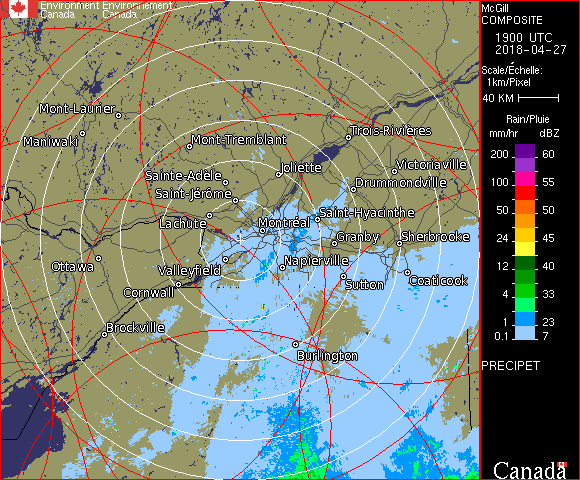 Environment Environnement
Canada Canada
McGill
COMPOSITE
1900 UTC
2018-04-27
Scale/Échelle:
1km/Pixel
40 KM
Rain/Pluie
mm/hr dBZ
200 60
100 55
50 50
24 45
12 40
4 33
1 23
0.1 7
PRECIPET
Canada
Mont-Laurier
Maniwaki
Mont-Tremblant
Trois-Rivières
Sainte-Adèle
Joliette
Victoriaville
Saint-Jérôme
Drummondville
Lachute
Montréal
Saint-Hyacinthe
Granby
Sherbrooke
Ottawa
Valleyfield
Napierville
Cornwall
Sutton
Coaticook
Brockville
Burlington